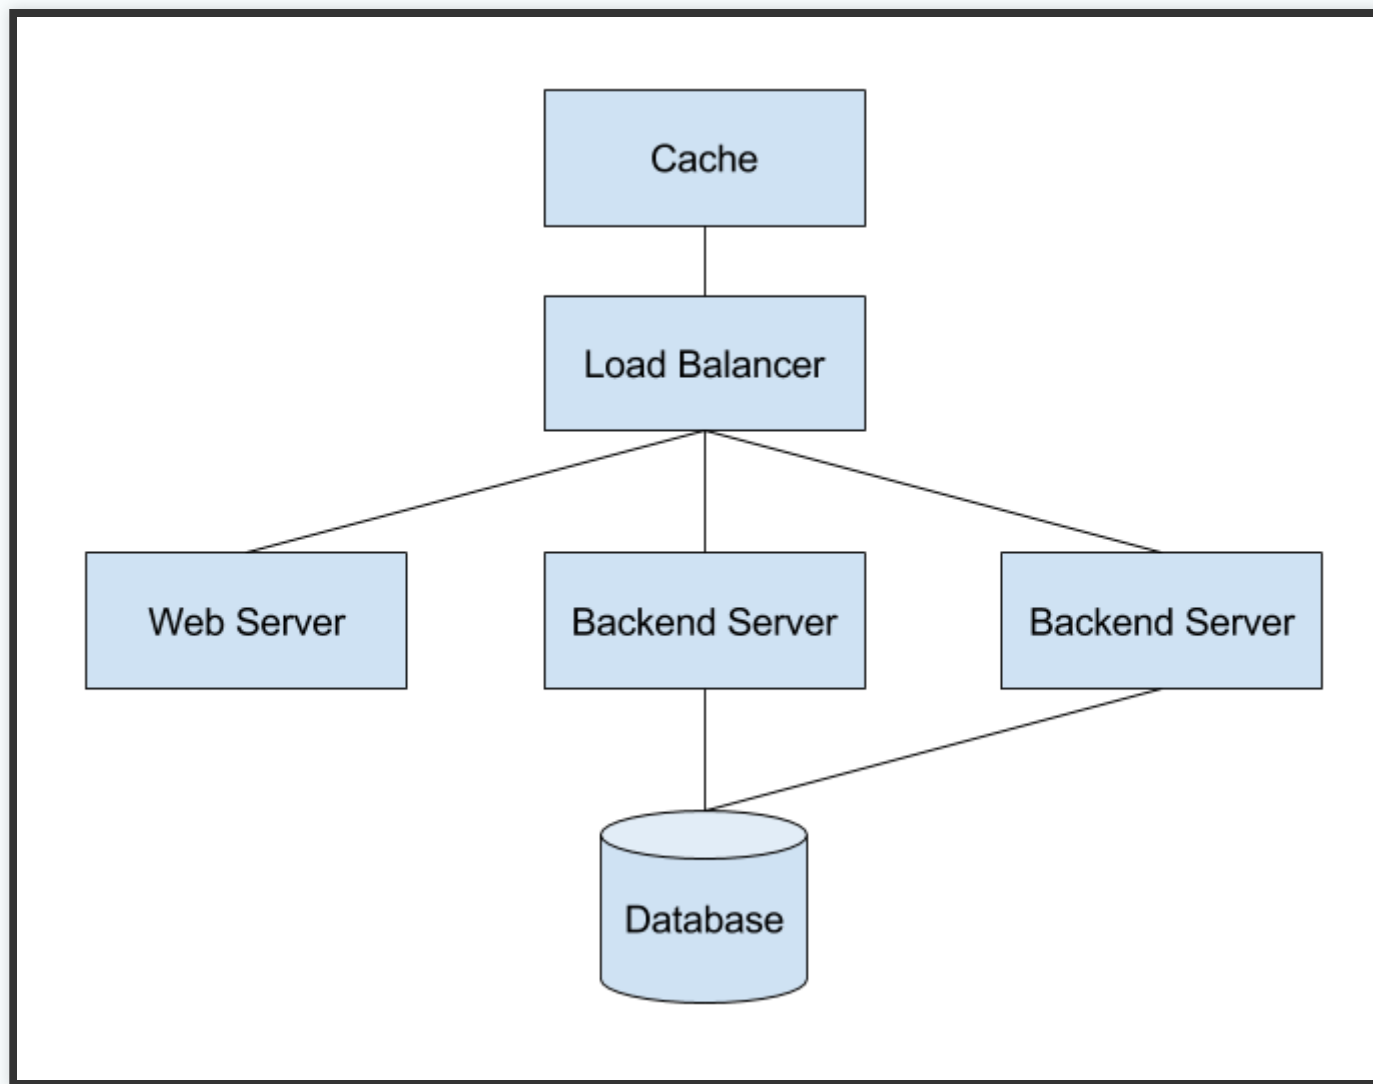 Cache
Load Balancer
Web Server
Backend Server
Backend Server
Database